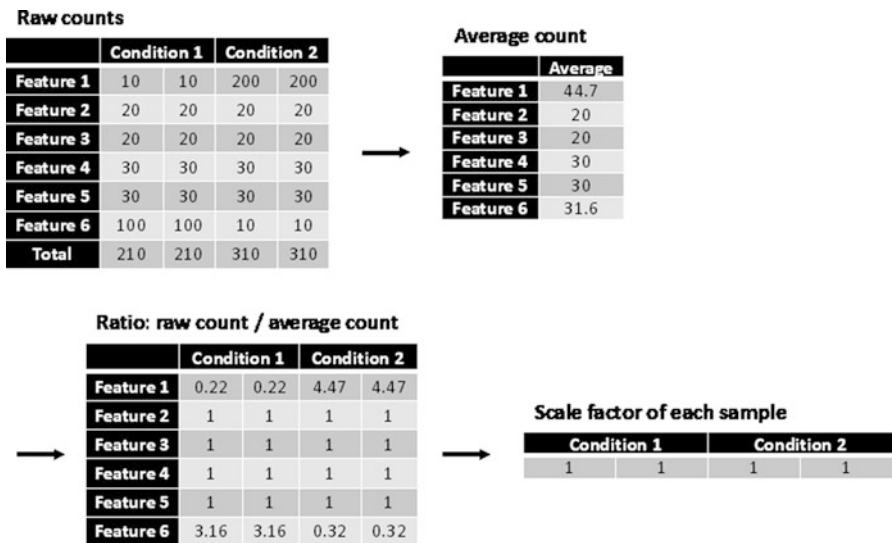 Raw counts
Condition 1 Condition 2
Feature 1 10 10 200 200
Feature 2 20 20 20 20
Feature 3 20 20 20 20
Feature 4 30 30 30 30
Feature 5 30 30 30 30
Feature 6 100 100 10 10
Total 210 210 310 310
Average count
Average
Feature 1 44.7
Feature 2 20
Feature 3 20
Feature 4 30
Feature 5 30
Feature 6 31.6
Ratio: raw count / average count
Condition 1 Condition 2
Feature 1 0.22 0.22 4.47 4.47
Feature 2 1 1 1 1
Feature 3 1 1 1 1
Feature 4 1 1 1 1
Feature 5 1 1 1 1
Feature 6 3.16 3.16 0.32 0.32
Scale factor of each sample
Condition 1 Condition 2
1 1 1 1